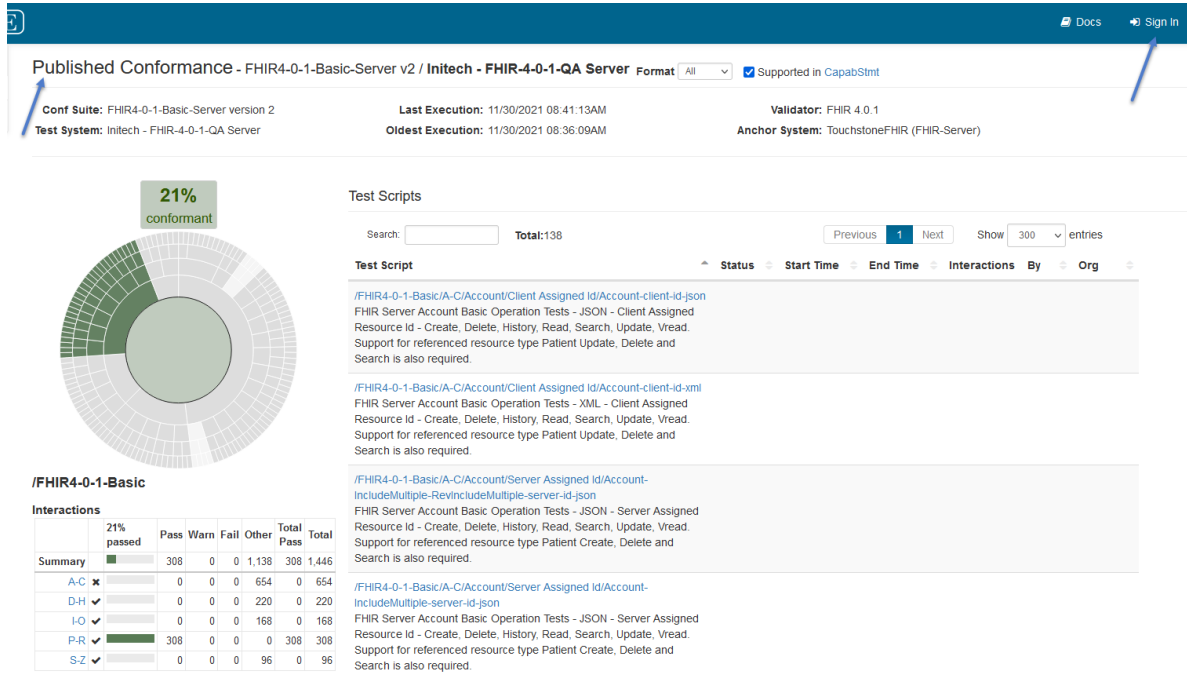 E
Docs
Sign In
Published Conformance - FHIR4-0-1-Basic-Server v2 / Initech - FHIR-4-0-1-QA Server Format All Supported in CapabStmt
Conf Suite: FHIR4-0-1-Basic-Server version 2
Last Execution: 11/30/2021 08:41:13AM
Validator: FHIR 4.0.1
Test System: Initech - FHIR-4-0-1-QA Server
Oldest Execution: 11/30/2021 08:36:09AM
Anchor System: TouchstoneFHIR (FHIR-Server)
21%
conformant
/FHIR4-0-1-Basic
Interactions
21% passed Pass Warn Fail Other Total Pass Total
Summary 308 0 0 1,138 308 1,446
A-C 0 0 0 654 0 654
D-H 0 0 0 220 0 220
I-O 0 0 0 168 0 168
P-R 308 0 0 0 308 308
S-Z 0 0 0 96 0 96
Test Scripts
Search: Total:138 Previous 1 Next Show 300 entries
Test Script Status Start Time End Time Interactions By Org
/FHIR4-0-1-Basic/A-C/Account/Client Assigned Id/Account-client-id-json
FHIR Server Account Basic Operation Tests - JSON - Client Assigned
Resource Id - Create, Delete, History, Read, Search, Update, Vread.
Support for referenced resource type Patient Update, Delete and
Search is also required.
/FHIR4-0-1-Basic/A-C/Account/Client Assigned Id/Account-client-id-xml
FHIR Server Account Basic Operation Tests - XML - Client Assigned
Resource Id - Create, Delete, History, Read, Search, Update, Vread.
Support for referenced resource type Patient Update, Delete and
Search is also required.
/FHIR4-0-1-Basic/A-C/Account/Server Assigned Id/Account-
IncludeMultiple-RevIncludeMultiple-server-id-json
FHIR Server Account Basic Operation Tests - JSON - Server Assigned
Resource Id - Create, Delete, History, Read, Search, Update, Vread.
Support for referenced resource type Patient Create, Delete and
Search is also required.
/FHIR4-0-1-Basic/A-C/Account/Server Assigned Id/Account-
IncludeMultiple-server-id-json
FHIR Server Account Basic Operation Tests - JSON - Server Assigned
Resource Id - Create, Delete, History, Read, Search, Update, Vread.
Support for referenced resource type Patient Create, Delete and
Search is also required.